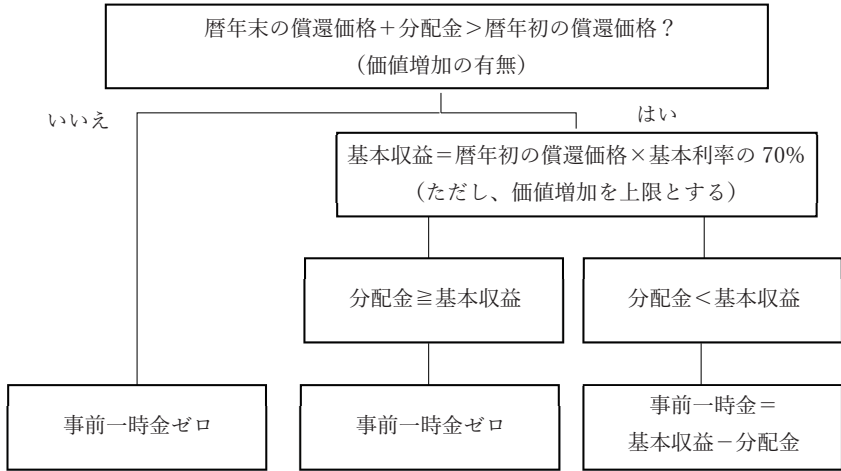 暦年末の償還価格＋分配金＞暦年初の償還価格？
（価値増加の有無）
いいえ
はい
基本収益＝暦年初の償還価格×基本利率の 70%
（ただし、価値増加を上限とする）
分配金≧基本収益
分配金＜基本収益
事前一時金ゼロ
事前一時金ゼロ
事前一時金＝
基本収益－分配金